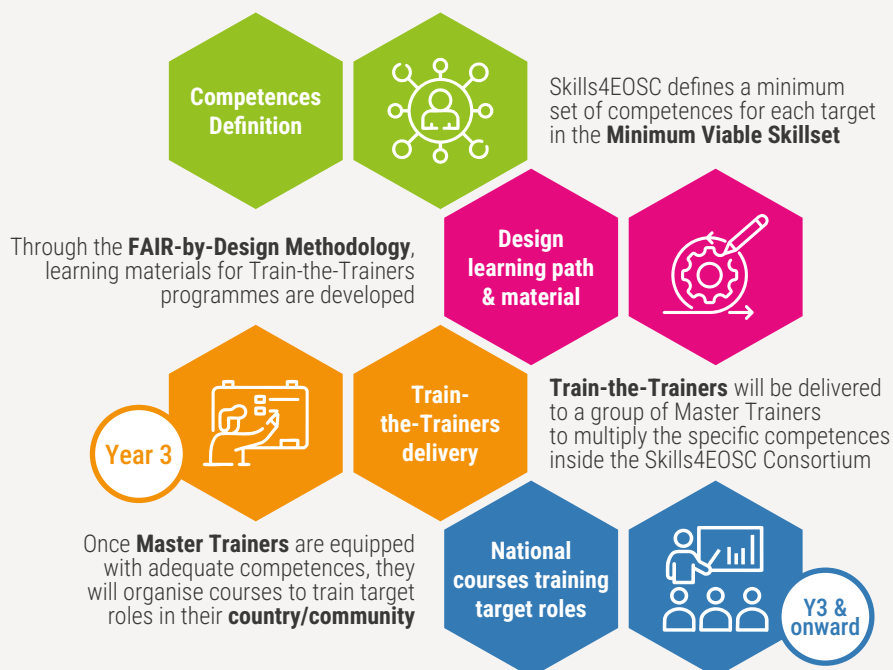 Competences
Definition
Skills4EOSC defines a minimum
set of competences for each target
in the Minimum Viable Skillset
Through the FAIR-by-Design Methodology,
learning materials for Train-the-Trainers
programmes are developed
Design
learning path
& material
Year 3
Train-
the-Trainers
delivery
Train-the-Trainers will be delivered
to a group of Master Trainers
to multiply the specific competences
inside the Skills4EOSC Consortium
Once Master Trainers are equipped
with adequate competences, they
will organise courses to train target
roles in their country/community
National
courses training
target roles
Y3 &
onward